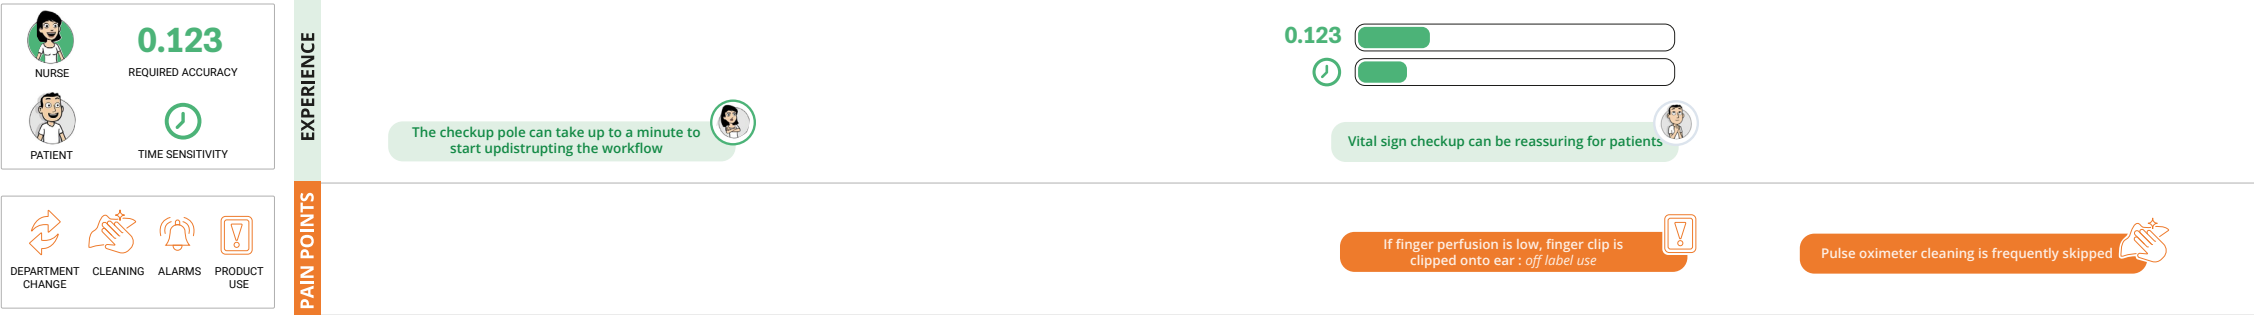 0.123
NURSE
REQUIRED ACCURACY
PATIENT
TIME SENSITIVITY
DEPARTMENT
CHANGE
CLEANING
ALARMS
PRODUCT
USE
EXPERIENCE
The checkup pole can take up to a minute to
start updistrupting the workflow
0.123
Vital sign checkup can be reassuring for patients
PAIN POINTS
If finger perfusion is low, finger clip is
clipped onto ear : off label use
Pulse oximeter cleaning is frequently skipped